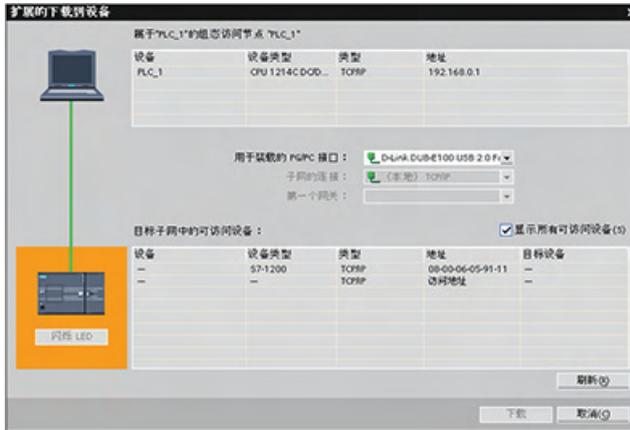 扩展的下载到设备
属于"PLC_1"的组态访问节点 "PLC_1"
设备 设备类型 类型 地址
PLC_1 CPU 1214C DC/D... TCP/IP 192.168.0.1
用于装载的 PG/PC 接口： D-Link DUB-E100 USB 2.0 Fa
子网的连接： （本地） TCP/IP
第一个网关：
目标子网中的可访问设备： 显示所有可访问设备(S)
设备 设备类型 类型 地址 目标设备
— S7-1200 TCP/IP 08-00-06-05-91-11 —
— — TCP/IP 访问地址 —
闪烁 LED
刷新(R)
下载 取消(C)